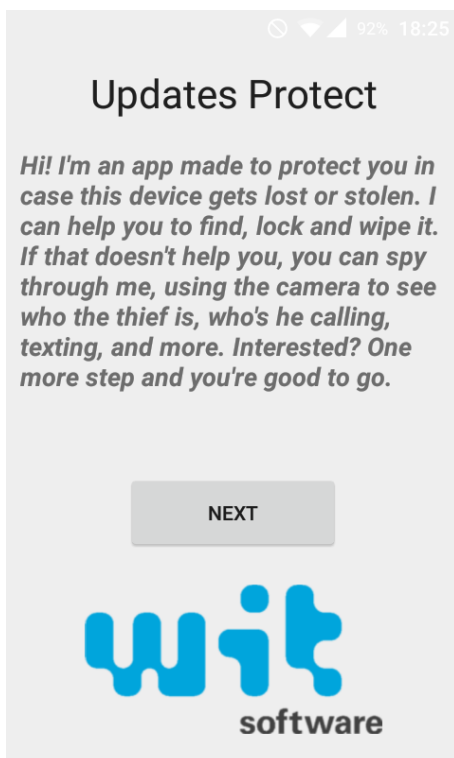 92% 18:25
Updates Protect
Hi! I'm an app made to protect you in
case this device gets lost or stolen. I
can help you to find, lock and wipe it.
If that doesn't help you, you can spy
through me, using the camera to see
who the thief is, who's he calling,
texting, and more. Interested? One
more step and you're good to go.
NEXT
wit
software